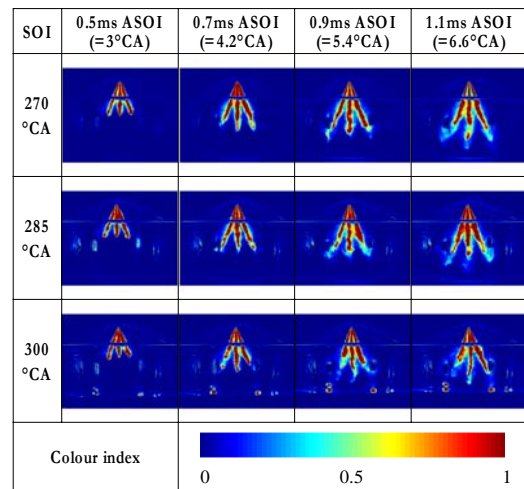 SOI 0.5ms ASOI 0.7ms ASOI 0.9ms ASOI 1.1ms ASOI
(=3°CA) (=4.2°CA) (=5.4°CA) (=6.6°CA)
270
°CA
285
°CA
300
°CA
Colour index
0 0.5 1